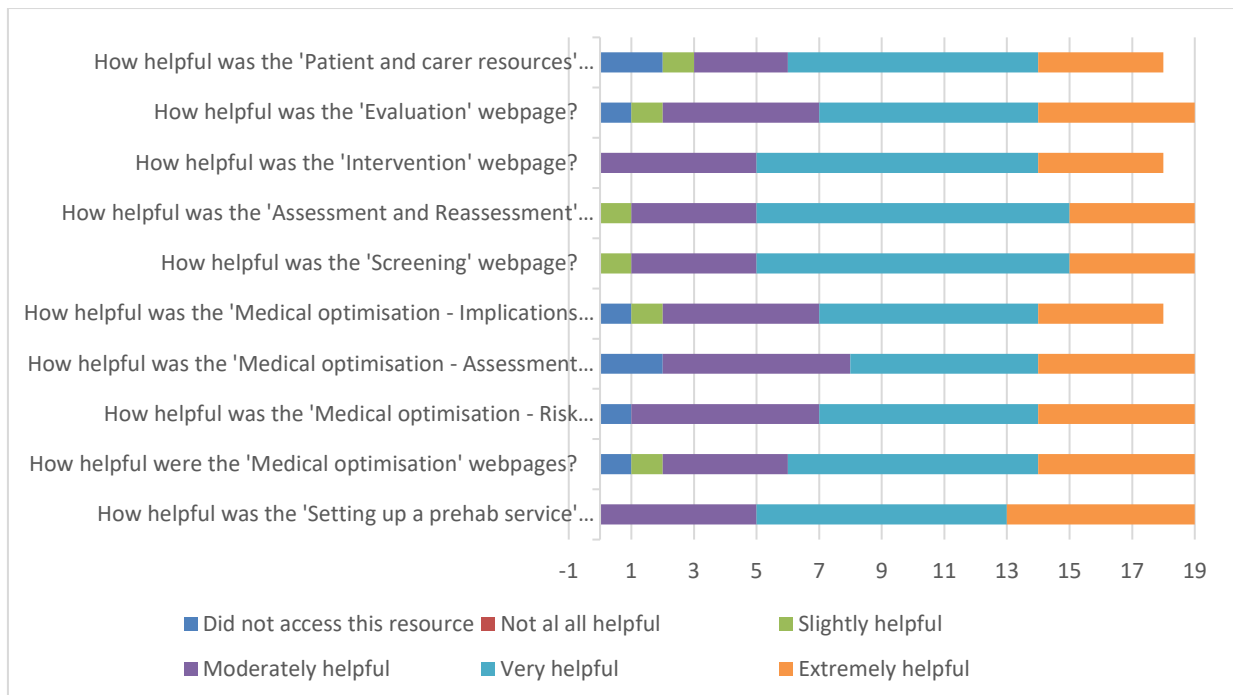 How helpful was the 'Patient and carer resources'...
How helpful was the 'Evaluation' webpage?
How helpful was the 'Intervention' webpage?
How helpful was the 'Assessment and Reassessment'...
How helpful was the 'Screening' webpage?
How helpful was the 'Medical optimisation - Implications...
How helpful was the 'Medical optimisation - Assessment...
How helpful was the 'Medical optimisation - Risk...
How helpful were the 'Medical optimisation' webpages?
How helpful was the 'Setting up a prehab service'...
-1 1 3 5 7 9 11 13 15 17 19
Did not access this resource Not al all helpful Slightly helpful
Moderately helpful Very helpful Extremely helpful